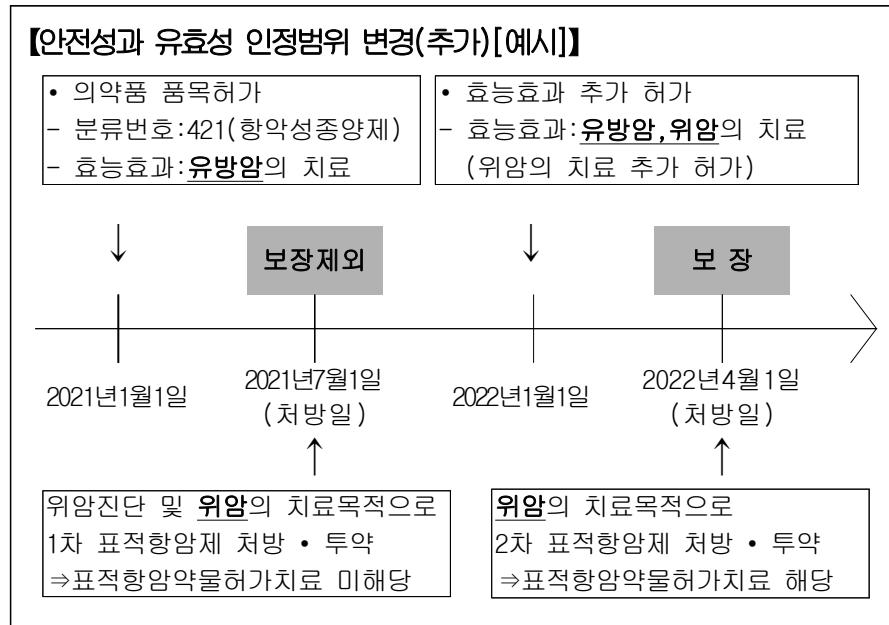 【안전성과 유효성 인정범위 변경(추가)[예시]】
• 의약품 품목허가
- 분류번호:421(항악성종양제)
- 효능효과:유방암의 치료
• 효능효과 추가 허가
- 효능효과:유방암,위암의 치료
(위암의 치료 추가 허가)
보장제외
보 장
2021년1월1일
2021년7월1일
(처방일)
2022년1월1일
2022년4월1일
(처방일)
위암진단 및 위암의 치료목적으로
1차 표적항암제 처방 • 투약
⇒표적항암약물허가치료 미해당
위암의 치료목적으로
2차 표적항암제 처방 • 투약
⇒표적항암약물허가치료 해당